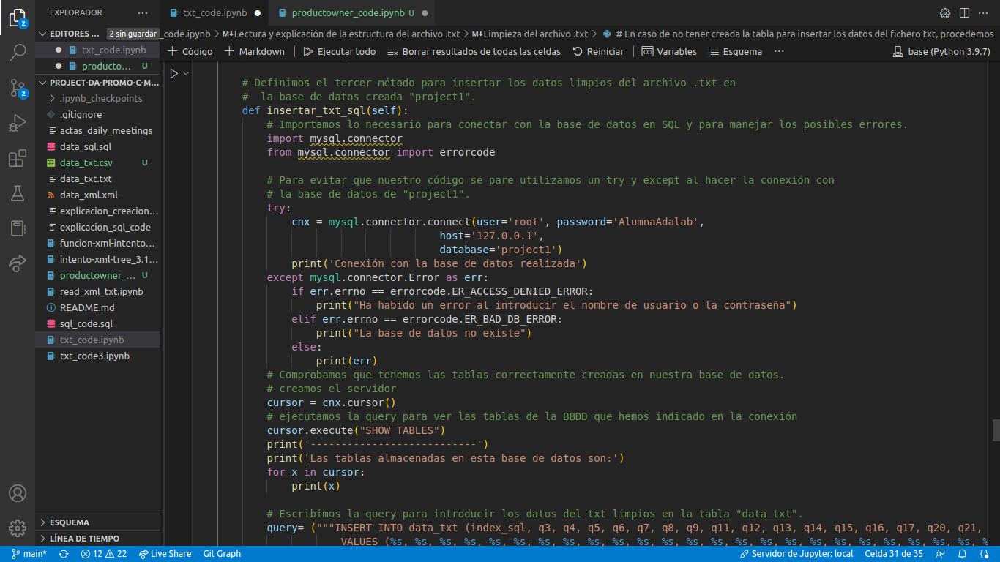 EXPLORADOR
txt_code.ipynb
productowner_code.ipynb U
EDITORES ... 2 sin guardar
_code.ipynb > M↓Lectura y explicación de la estructura del archivo .txt > M↓Limpieza del archivo .txt > # En caso de no tener creada la tabla para insertar los datos del fichero txt, procedemos
txt_code.ipynb
producto... U
+ Código + Markdown Ejecutar todo Borrar resultados de todas las celdas Reiniciar Variables Esquema ... base (Python 3.9.7)
PROJECT-DA-PROMO-C-M...
.ipynb_checkpoints
.gitignore
actas_daily_meetings
data_sql.sql
data_txt.csv U
data_txt.txt
data_xml.xml
explicacion_creacion...
explicacion_sql_code
funcion-xml-intento...
intento-xml-tree_3.1...
productowner_... U
read_xml_txt.ipynb
README.md
sql_code.sql
txt_code.ipynb
txt_code3.ipynb
ESQUEMA
LÍNEA DE TIEMPO
2
2
# Definimos el tercer método para insertar los datos limpios del archivo .txt en
#  la base de datos creada "project1".
def insertar_txt_sql(self):
# Importamos lo necesario para conectar con la base de datos en SQL y para manejar los posibles errores.
import mysql.connector
from mysql.connector import errorcode
# Para evitar que nuestro código se pare utilizamos un try y except al hacer la conexión con
# la base de datos de "project1".
try:
cnx = mysql.connector.connect(user='root', password='AlumnaAdalab',
host='127.0.0.1',
database='project1')
print('Conexión con la base de datos realizada')
except mysql.connector.Error as err:
if err.errno == errorcode.ER_ACCESS_DENIED_ERROR:
print("Ha habido un error al introducir el nombre de usuario o la contraseña")
elif err.errno == errorcode.ER_BAD_DB_ERROR:
print("La base de datos no existe")
else:
print(err)
# Comprobamos que tenemos las tablas correctamente creadas en nuestra base de datos.
# creamos el servidor
cursor = cnx.cursor()
# ejecutamos la query para ver las tablas de la BBDD que hemos indicado en la conexión
cursor.execute("SHOW TABLES")
print('---------------------------')
print('Las tablas almacenadas en esta base de datos son:')
for x in cursor:
print(x)
# Escribimos la query para introducir los datos del txt limpios en la tabla "data_txt".
query= ("""INSERT INTO data_txt (index_sql, q3, q4, q5, q6, q7, q8, q9, q11, q12, q13, q14, q15, q16, q17, q20, q21,
VALUES (%s, %s, %s, %s, %s, %s, %s, %s, %s, %s, %s, %s, %s, %s, %s, %s, %s, %s, %s, %s, %s, %s, %s, %s, %
main* 12 22 Live Share Git Graph Servidor de Jupyter: local Celda 31 de 35